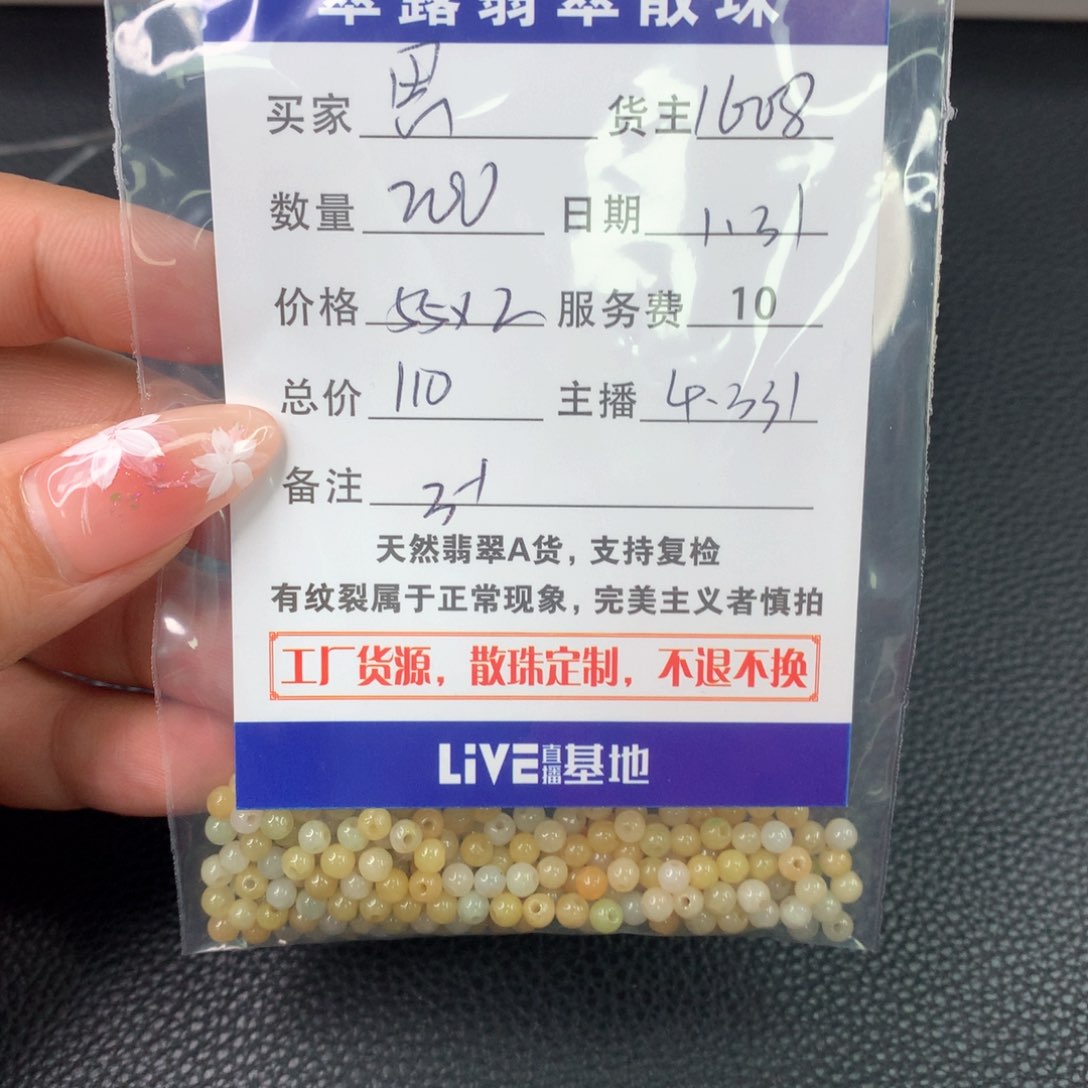 翠露翡翠散珠
买家 货主 1608
数量 200 日期 1.31
价格 55x2 服务费 10
总价 110 主播 4.331
备注
天然翡翠A货，支持复检
有纹裂属于正常现象，完美主义者慎拍
工厂货源，散珠定制，不退不换
LiVE直播基地